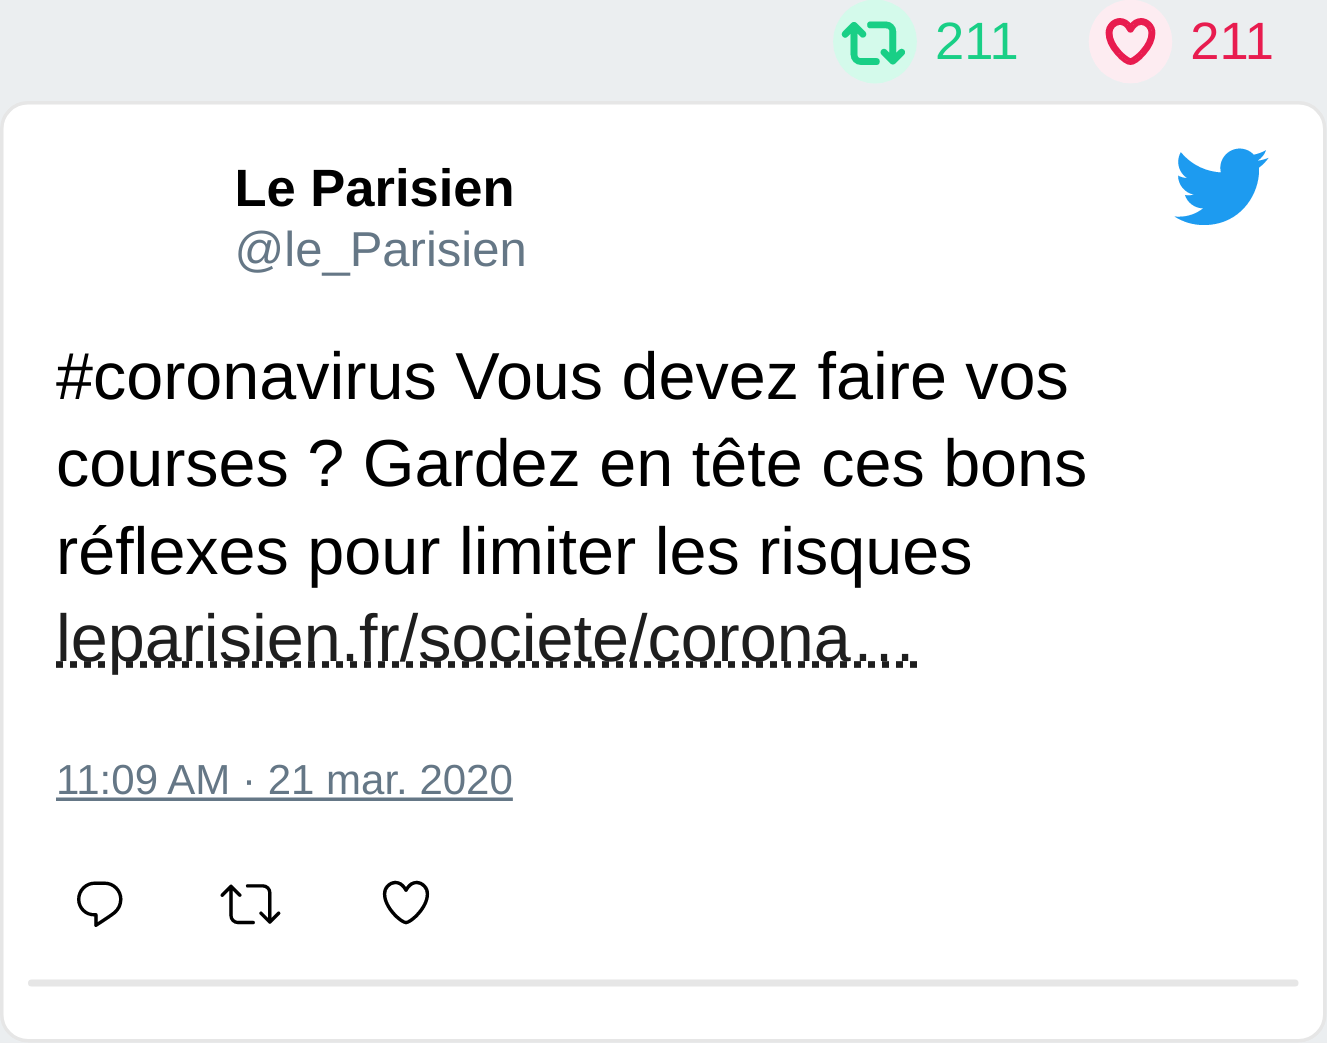 211 211
Le Parisien
@le_Parisien
#coronavirus Vous devez faire vos
courses ? Gardez en tête ces bons
réflexes pour limiter les risques
leparisien.fr/societe/corona…
11:09 AM · 21 mar. 2020